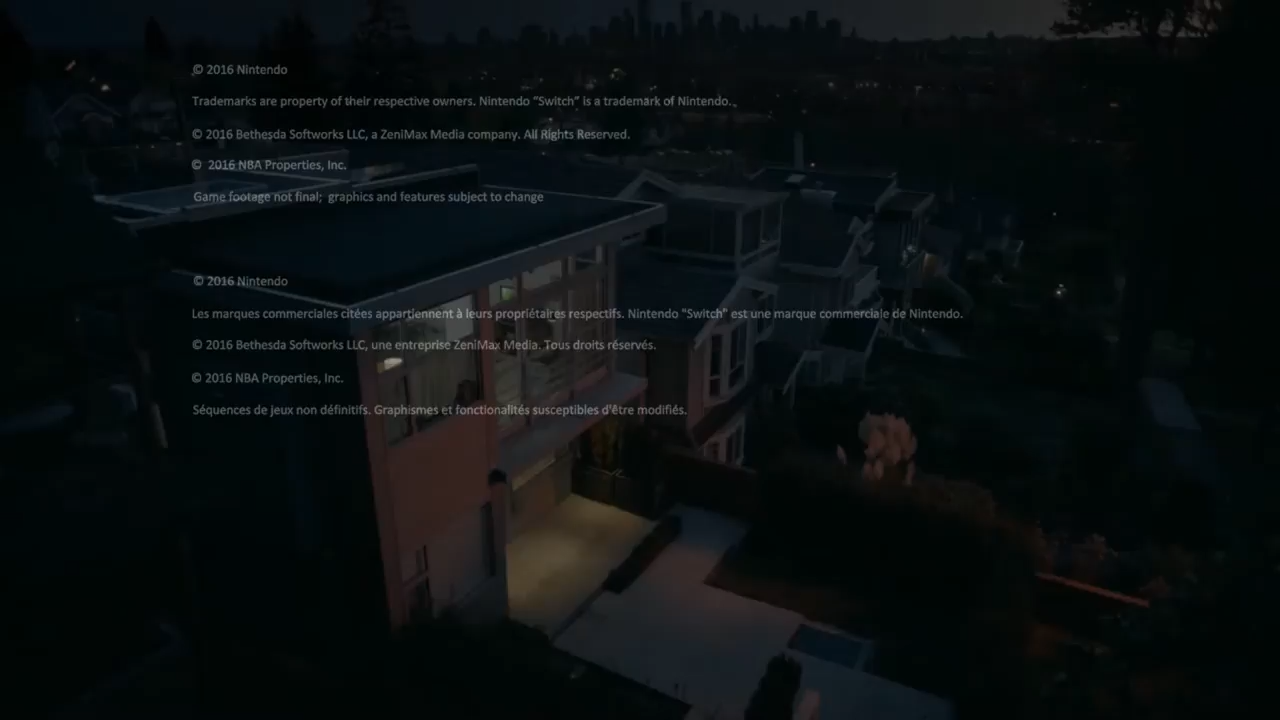 © 2016 Nintendo
Trademarks are property of their respective owners. Nintendo “Switch” is a trademark of Nintendo.
© 2016 Bethesda Softworks LLC, a ZeniMax Media company. All Rights Reserved.
© 2016 NBA Properties, Inc.
Game footage not final; graphics and features subject to change
© 2016 Nintendo
Les marques commerciales citées appartiennent à leurs propriétaires respectifs. Nintendo "Switch" est une marque commerciale de Nintendo.
© 2016 Bethesda Softworks LLC, une entreprise ZeniMax Media. Tous droits réservés.
© 2016 NBA Properties, Inc.
Séquences de jeux non définitifs. Graphismes et fonctionalités susceptibles d'être modifiés.